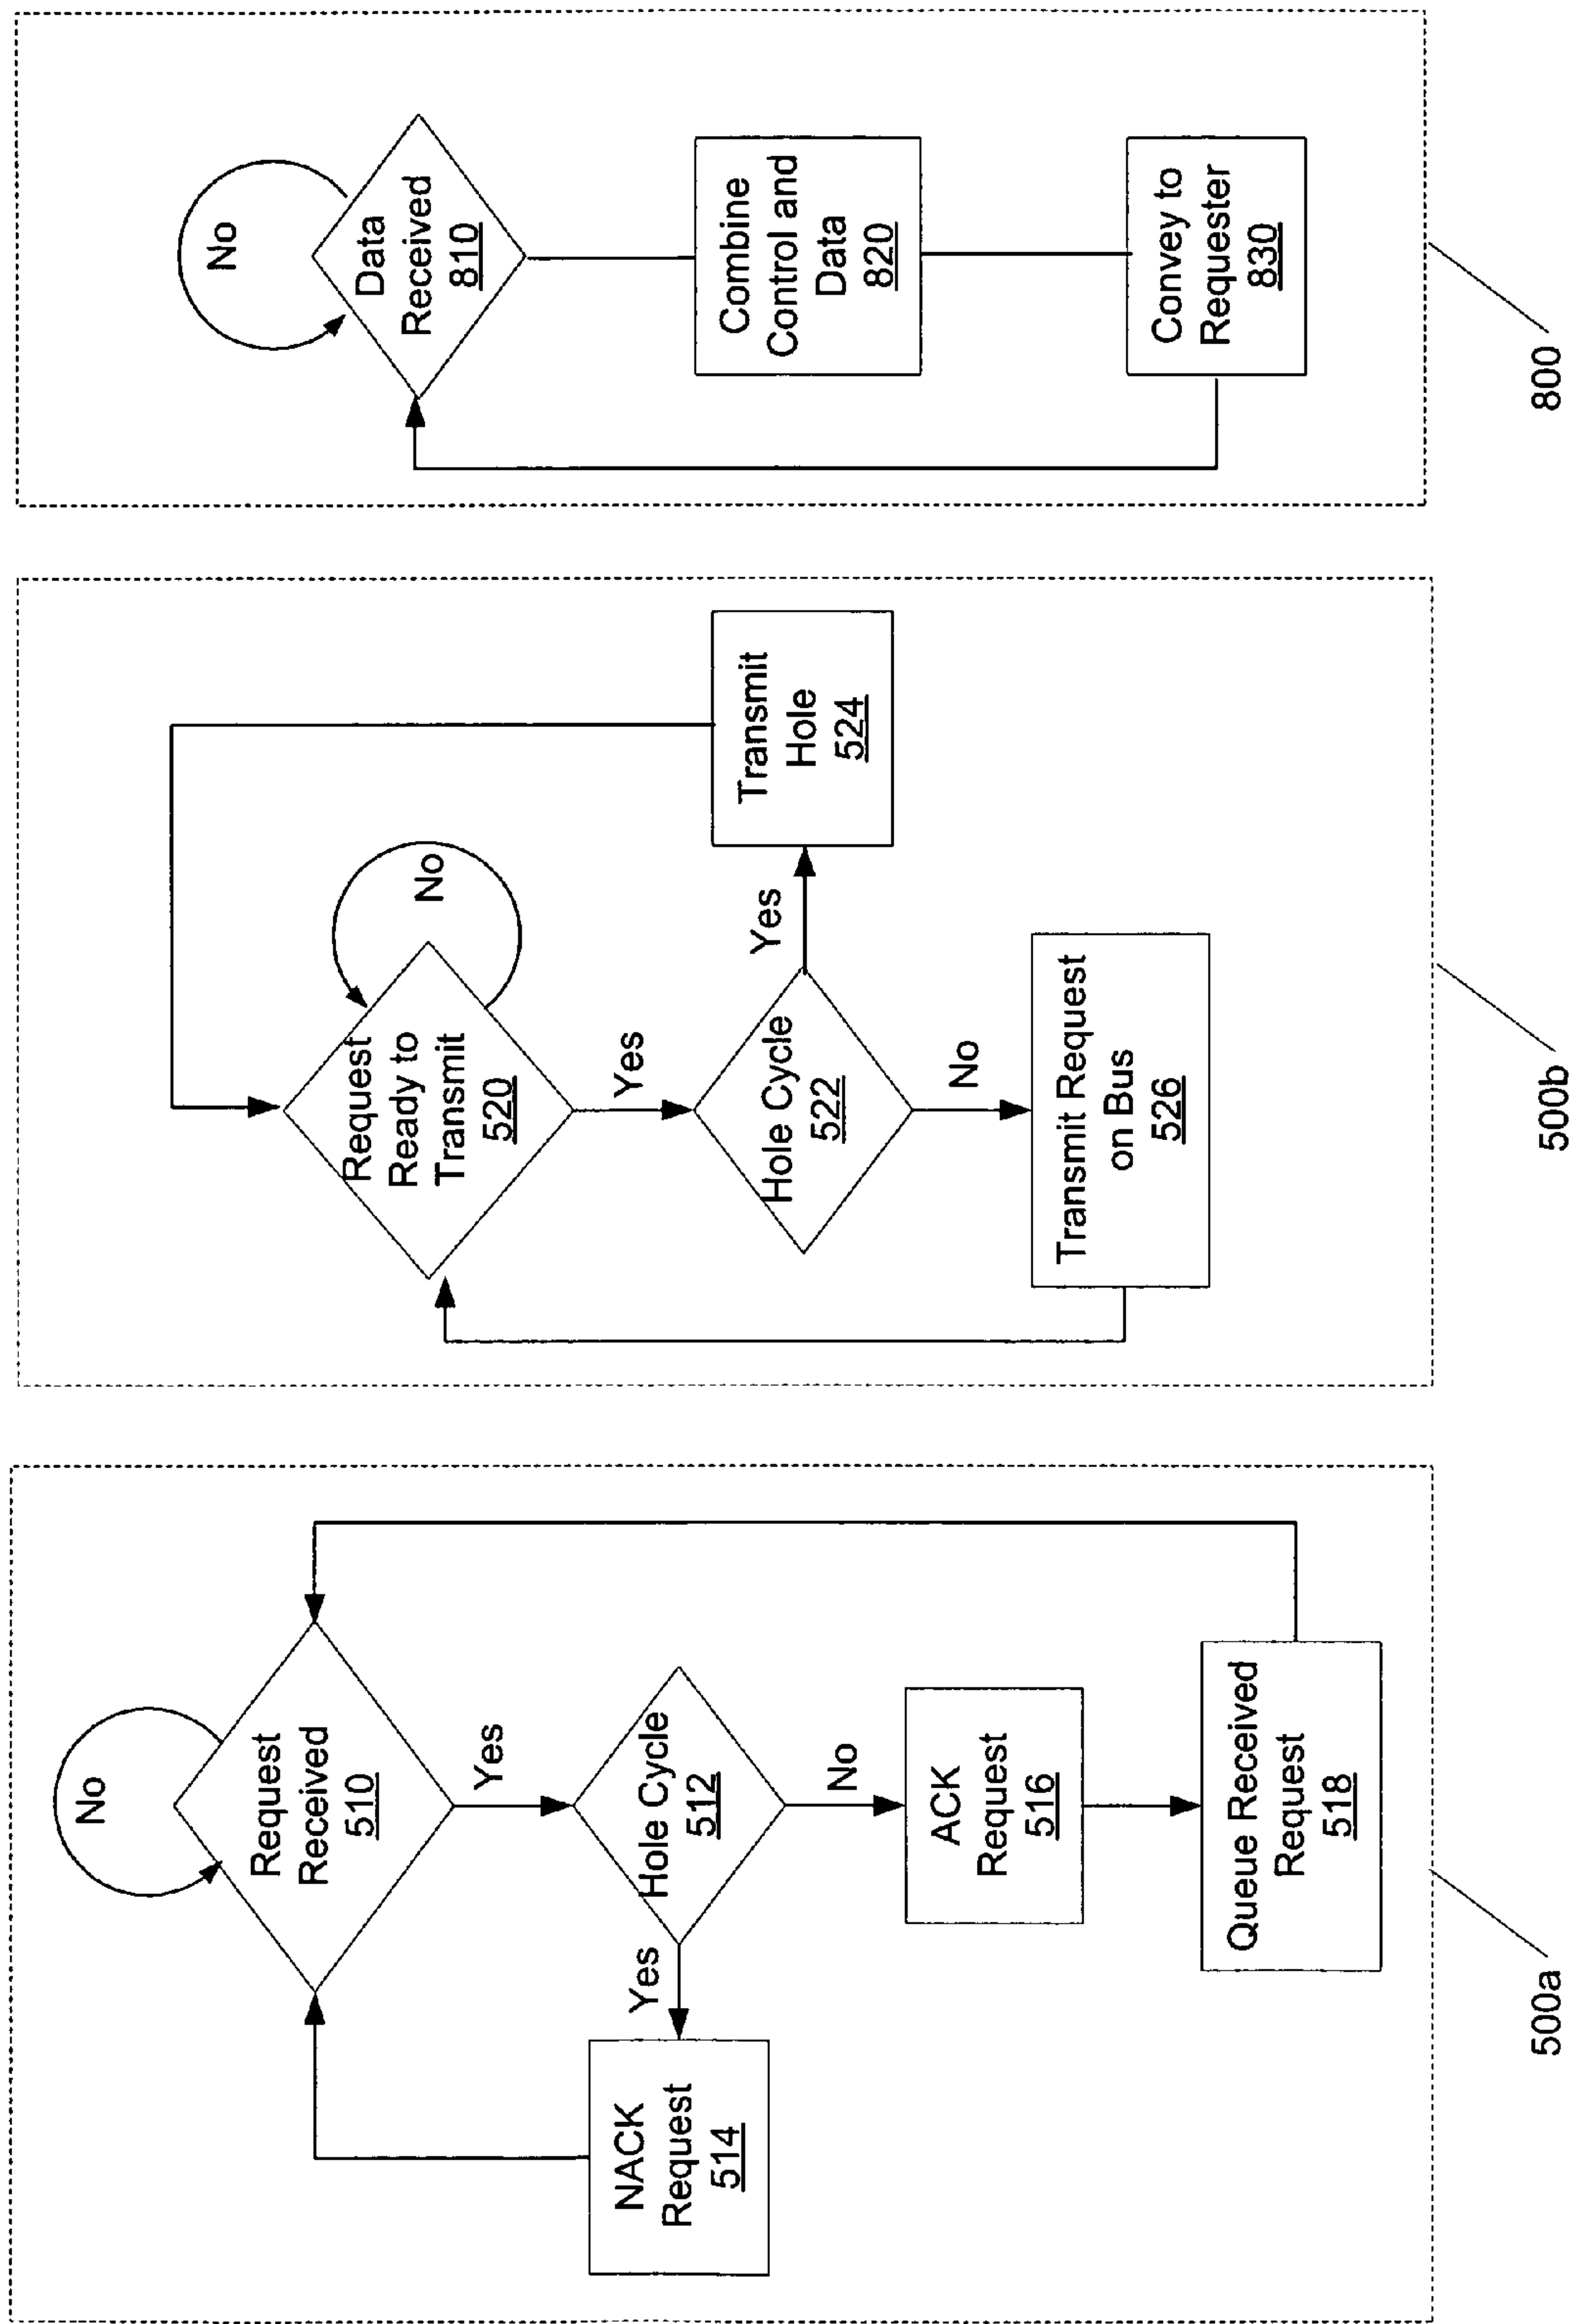 No
Request
Received
510
Yes
Hole Cycle
512
Yes
NACK
Request
514
No
ACK
Request
516
Queue Received
Request
518
500a
Request
Ready to
Transmit
520
No
Yes
Hole Cycle
522
Yes
Transmit
Hole
524
No
Transmit Request
on Bus
526
500b
No
Data
Received
810
Combine
Control and
Data
820
Convey to
Requester
830
800